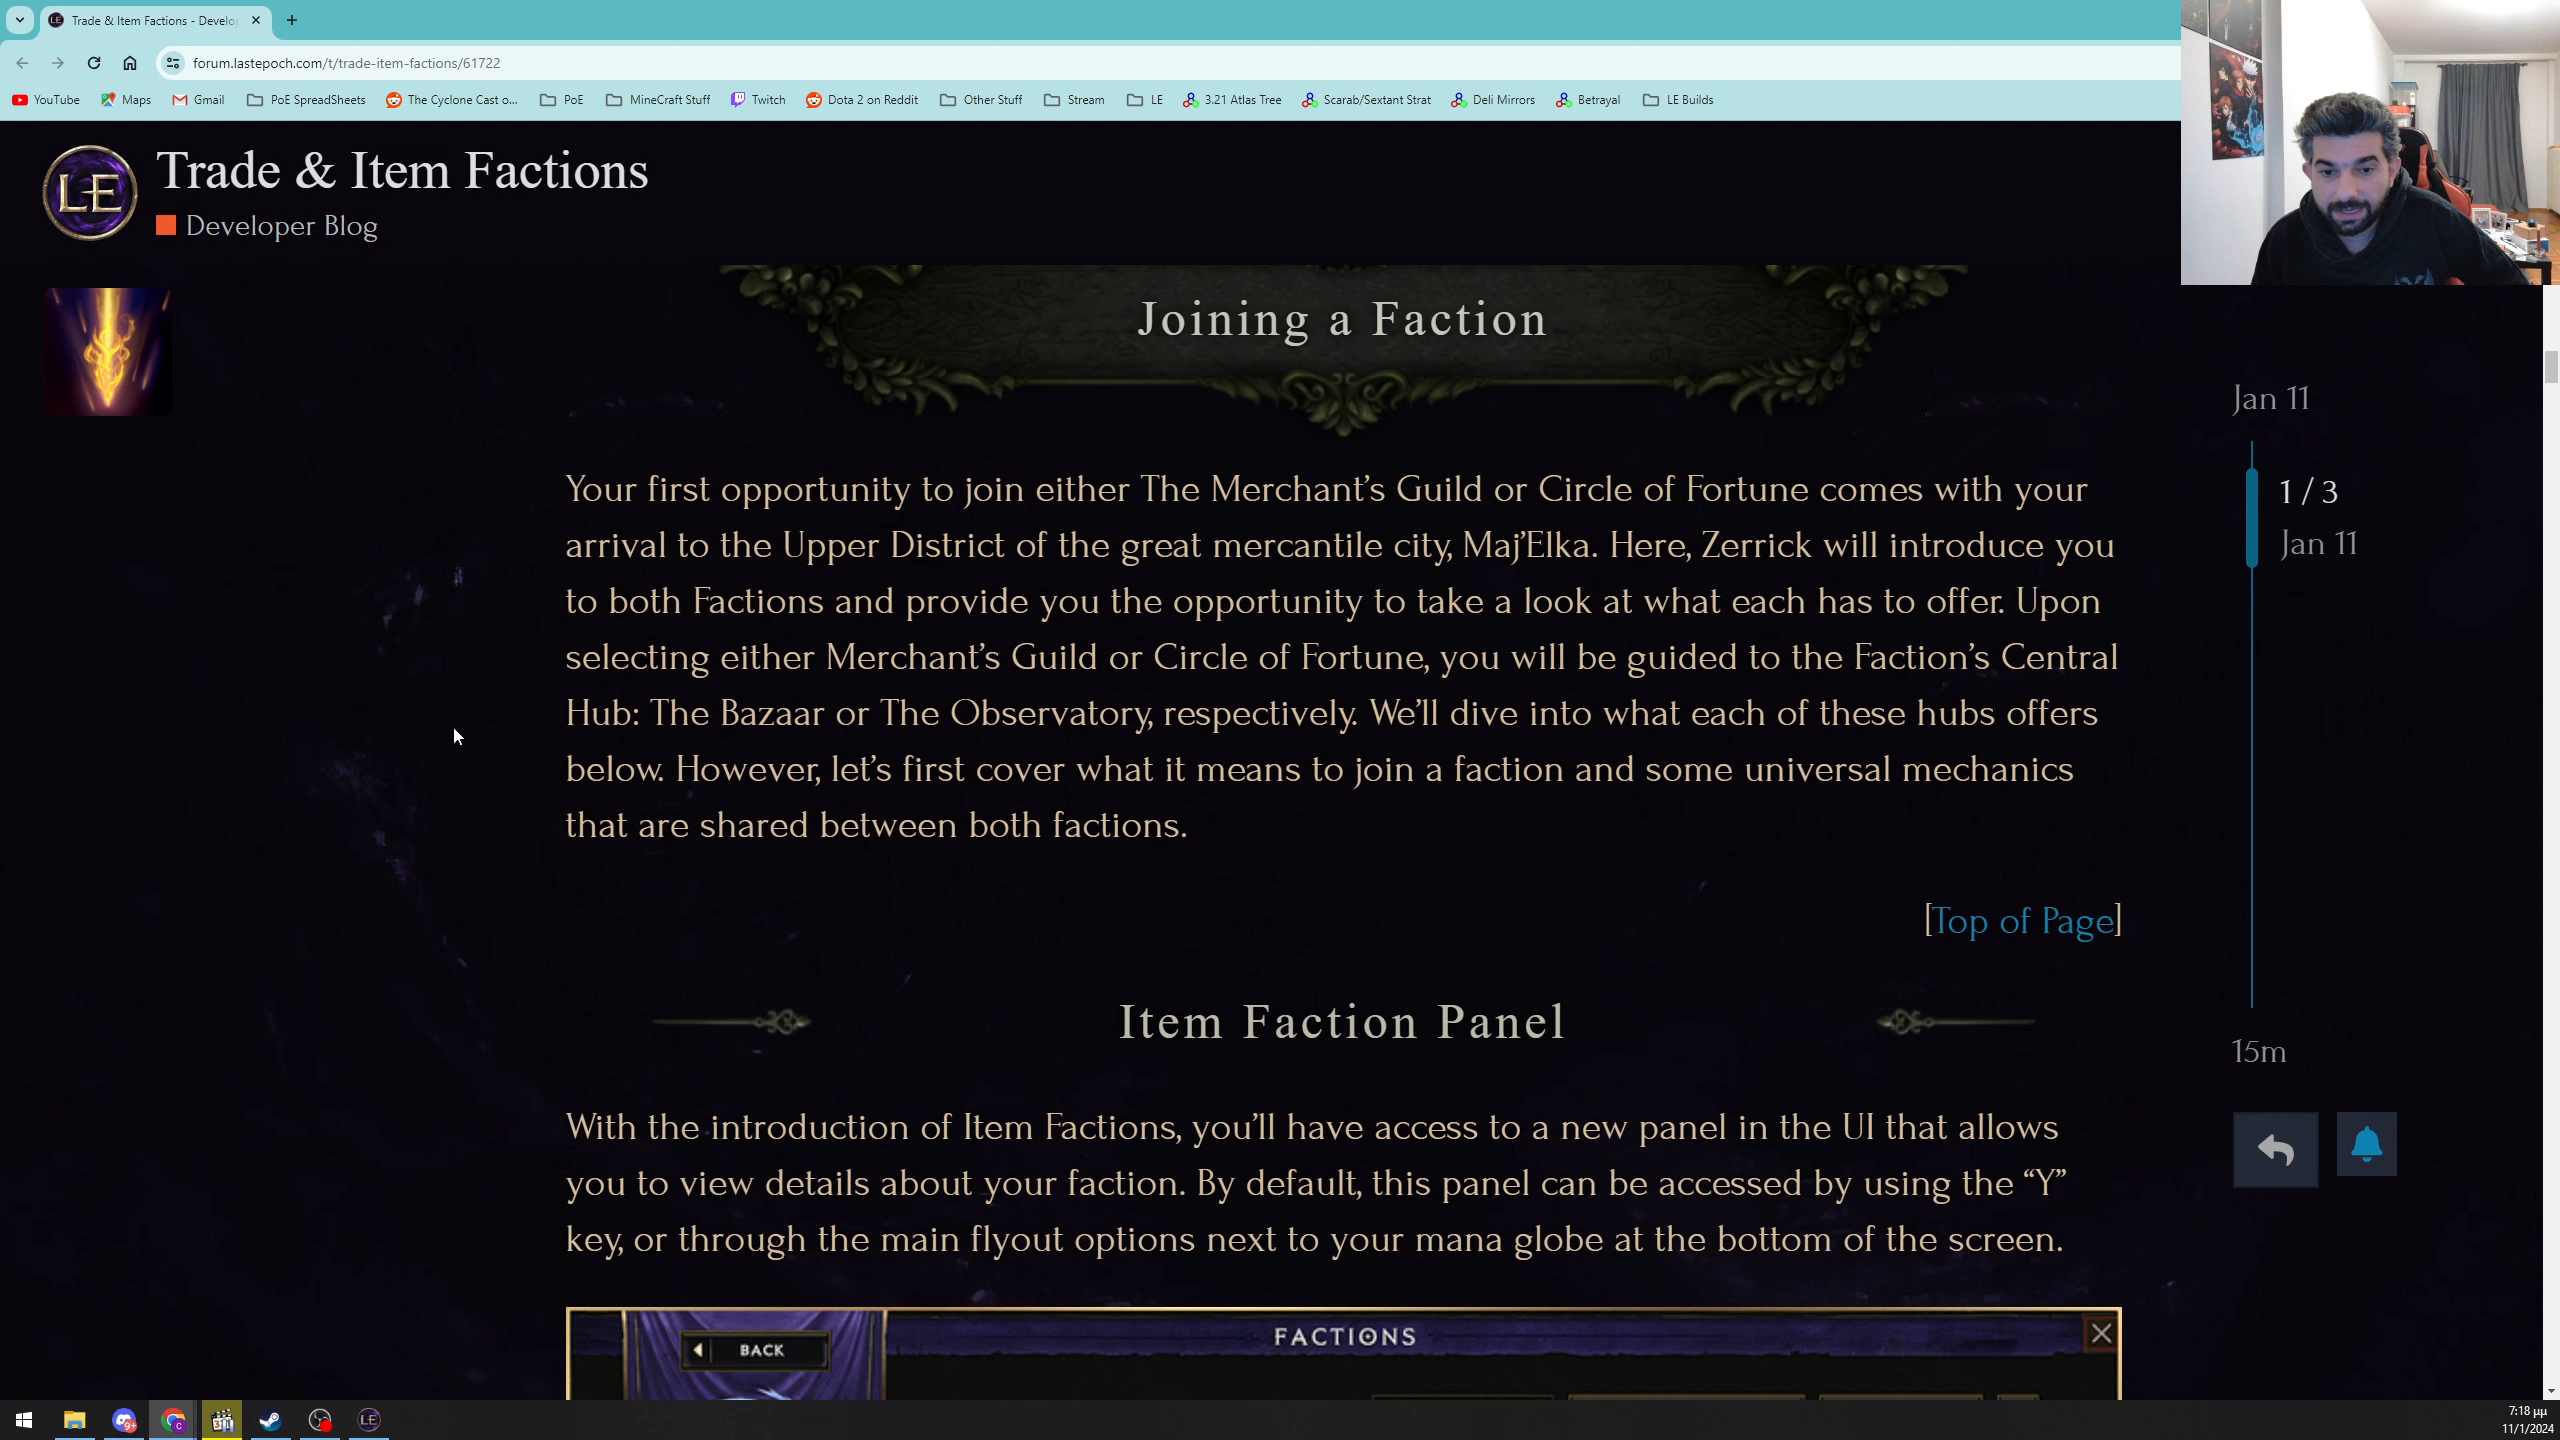 Trade & Item Factions - Develo
forum.lastepoch.com/t/trade-item-factions/61722
YouTube Maps Gmail PoE SpreadSheets The Cyclone Cast o... PoE MineCraft Stuff Twitch Dota 2 on Reddit Other Stuff Stream LE 3.21 Atlas Tree Scarab/Sextant Strat Deli Mirrors Betrayal LE Builds
LE
Trade & Item Factions
Developer Blog
Joining a Faction
Jan 11
1 / 3
Jan 11
Your first opportunity to join either The Merchant’s Guild or Circle of Fortune comes with your
arrival to the Upper District of the great mercantile city, Maj’Elka. Here, Zerrick will introduce you
to both Factions and provide you the opportunity to take a look at what each has to offer. Upon
selecting either Merchant’s Guild or Circle of Fortune, you will be guided to the Faction’s Central
Hub: The Bazaar or The Observatory, respectively. We’ll dive into what each of these hubs offers
below. However, let’s first cover what it means to join a faction and some universal mechanics
that are shared between both factions.
[Top of Page]
Item Faction Panel
15m
With the introduction of Item Factions, you’ll have access to a new panel in the UI that allows
you to view details about your faction. By default, this panel can be accessed by using the “Y”
key, or through the main flyout options next to your mana globe at the bottom of the screen.
BACK
FACTIONS
9+
LE
7:18 μμ
11/1/2024